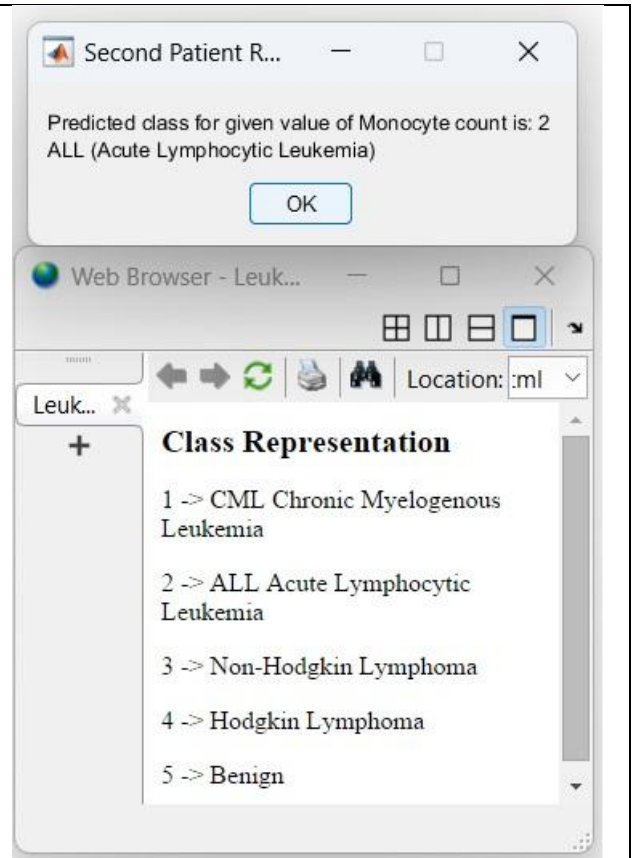 Second Patient R...
Predicted class for given value of Monocyte count is: 2
ALL (Acute Lymphocytic Leukemia)
OK
Web Browser - Leuk...
Location: :ml
Leuk...
Class Representation
1 -> CML Chronic Myelogenous
Leukemia
2 -> ALL Acute Lymphocytic
Leukemia
3 -> Non-Hodgkin Lymphoma
4 -> Hodgkin Lymphoma
5 -> Benign